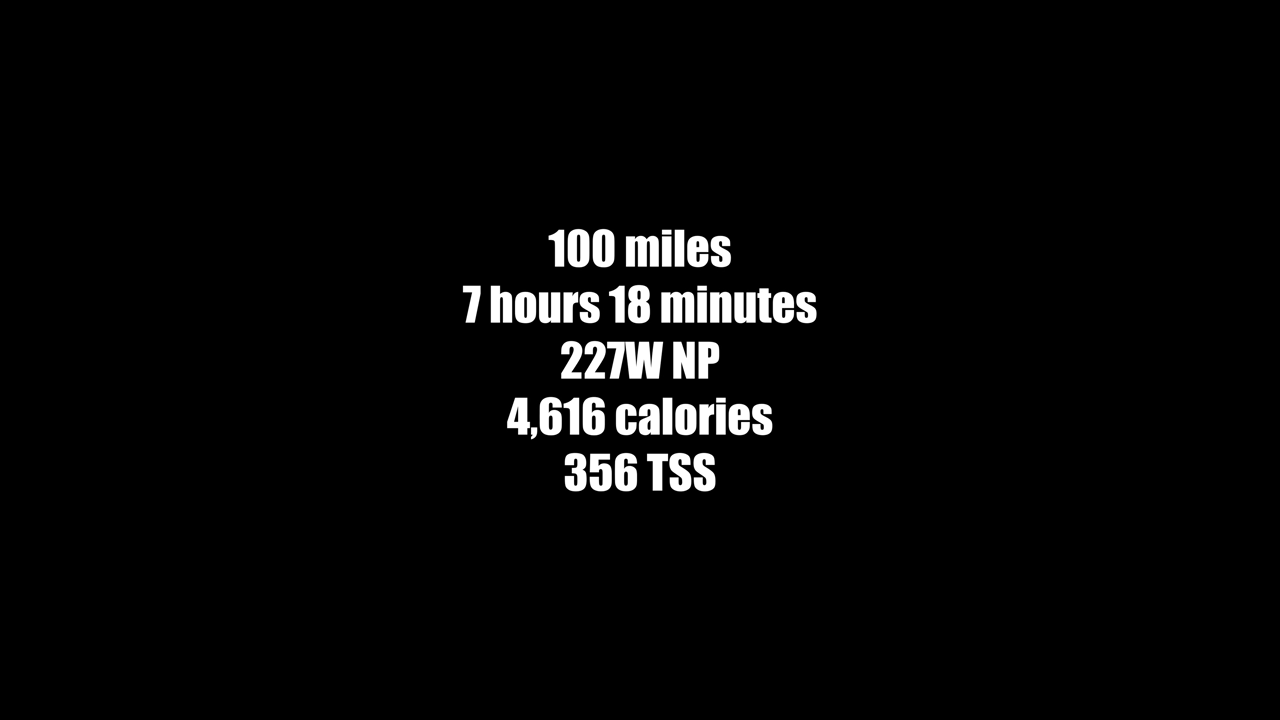 100 miles
7 hours 18 minutes
227W NP
4,616 calories
356 TSS